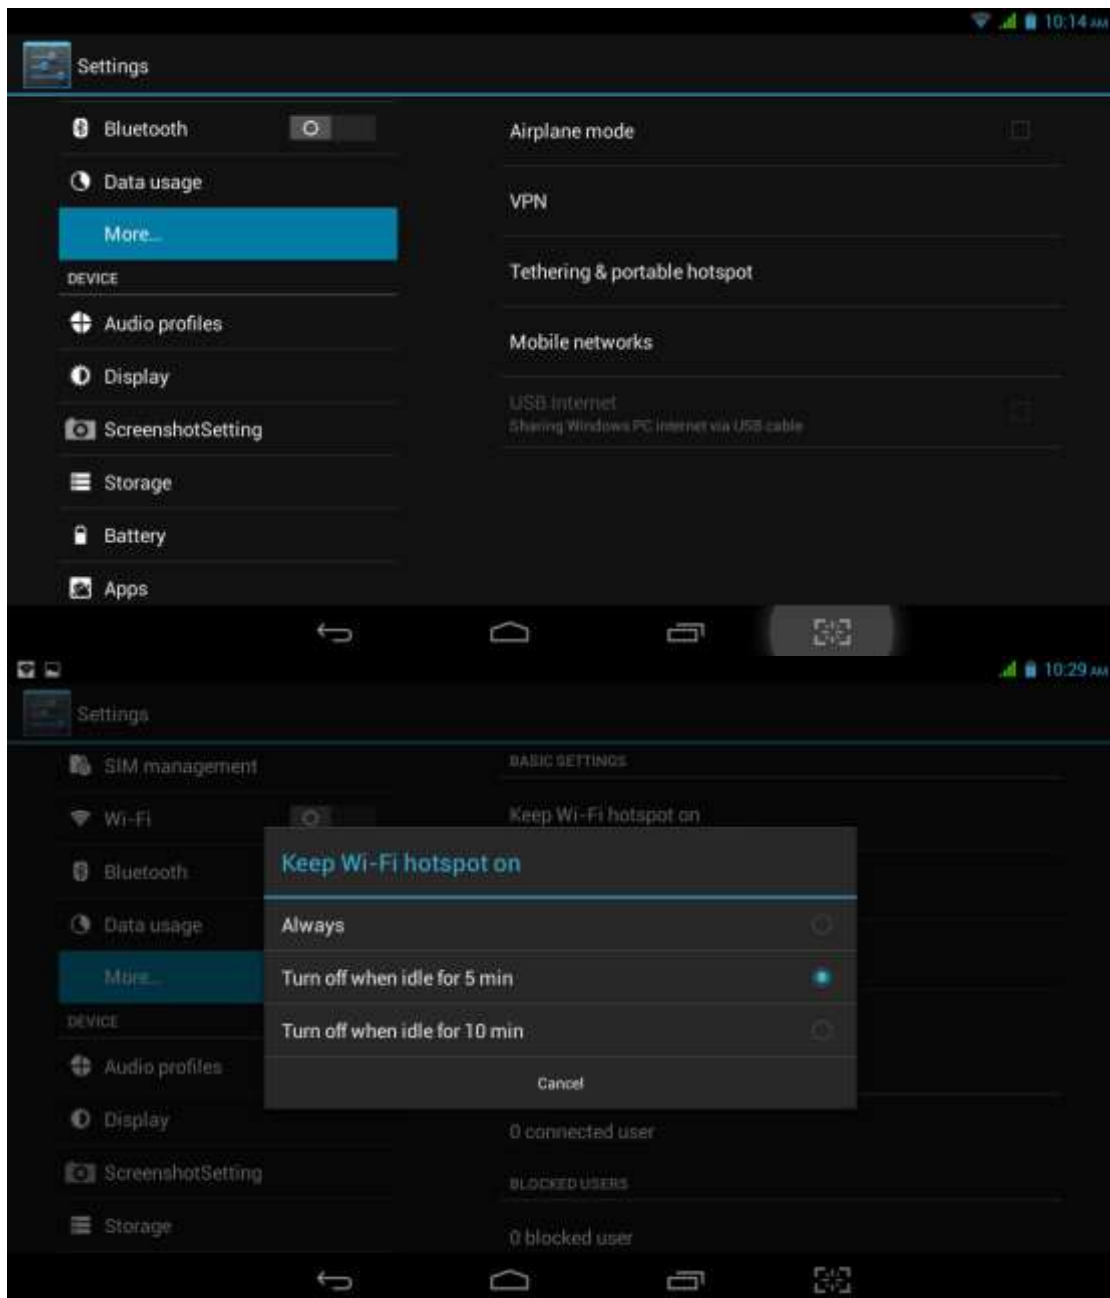 10:14 AM
Settings
Bluetooth
Data usage
More...
DEVICE
Audio profiles
Display
ScreenshotSetting
Storage
Battery
Apps
Airplane mode
VPN
Tethering & portable hotspot
Mobile networks
USB Internet
Sharing Windows PC internet via USB cable
10:29 AM
Settings
SIM management
Wi-Fi
Bluetooth
Data usage
More...
DEVICE
Audio profiles
Display
ScreenshotSetting
Storage
BASIC SETTINGS
Keep Wi-Fi hotspot on
Keep Wi-Fi hotspot on
Always
Turn off when idle for 5 min
Turn off when idle for 10 min
Cancel
0 connected user
BLOCKED USERS
0 blocked user